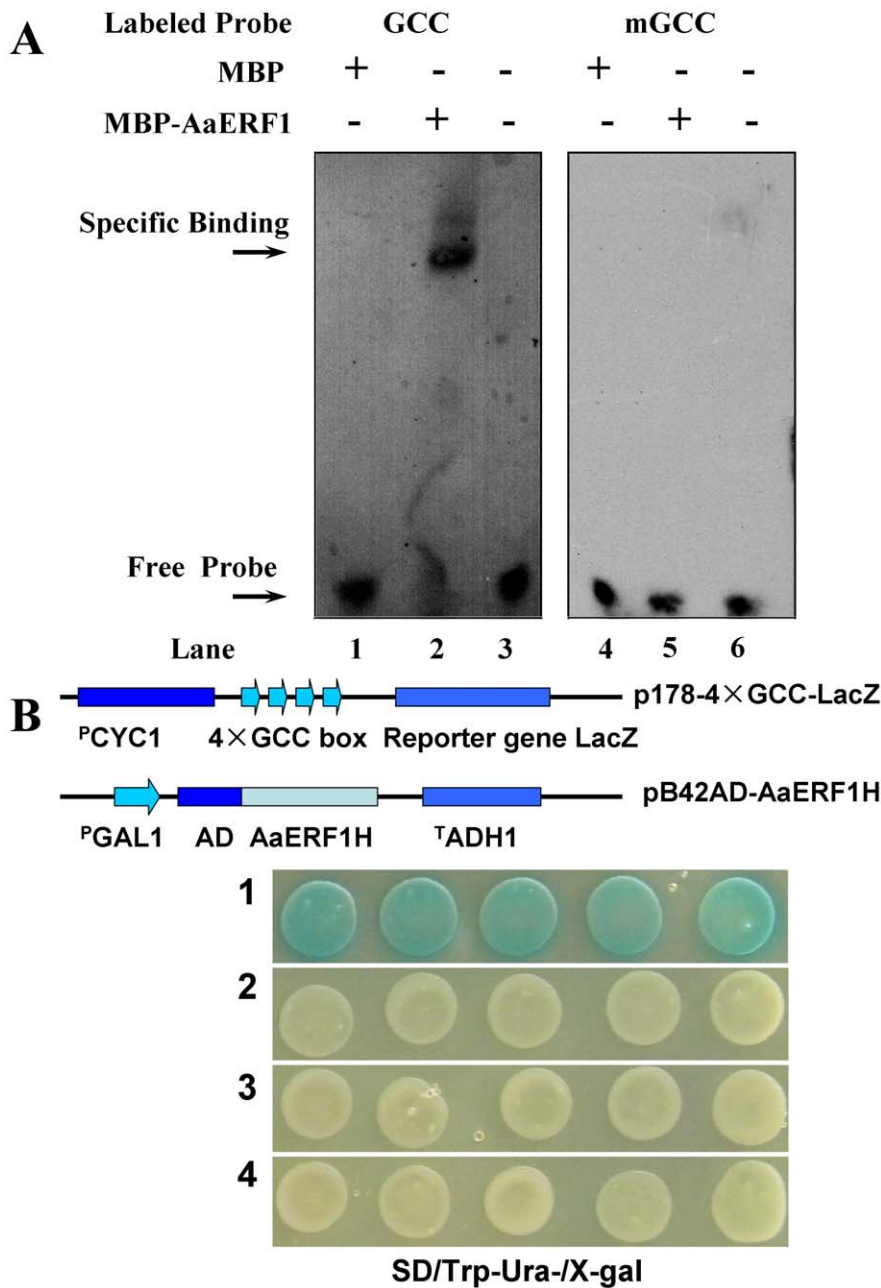 A
Labeled Probe GCC mGCC
MBP + - - + - -
MBP-AaERF1 - + - - + -
Specific Binding
Free Probe
Lane 1 2 3 4 5 6
B
p178-4×GCC-LacZ
PCYC1 4×GCC box Reporter gene LacZ
pB42AD-AaERF1H
PGAL1 AD AaERF1H TADH1
1
2
3
4
SD/Trp-Ura-/X-gal